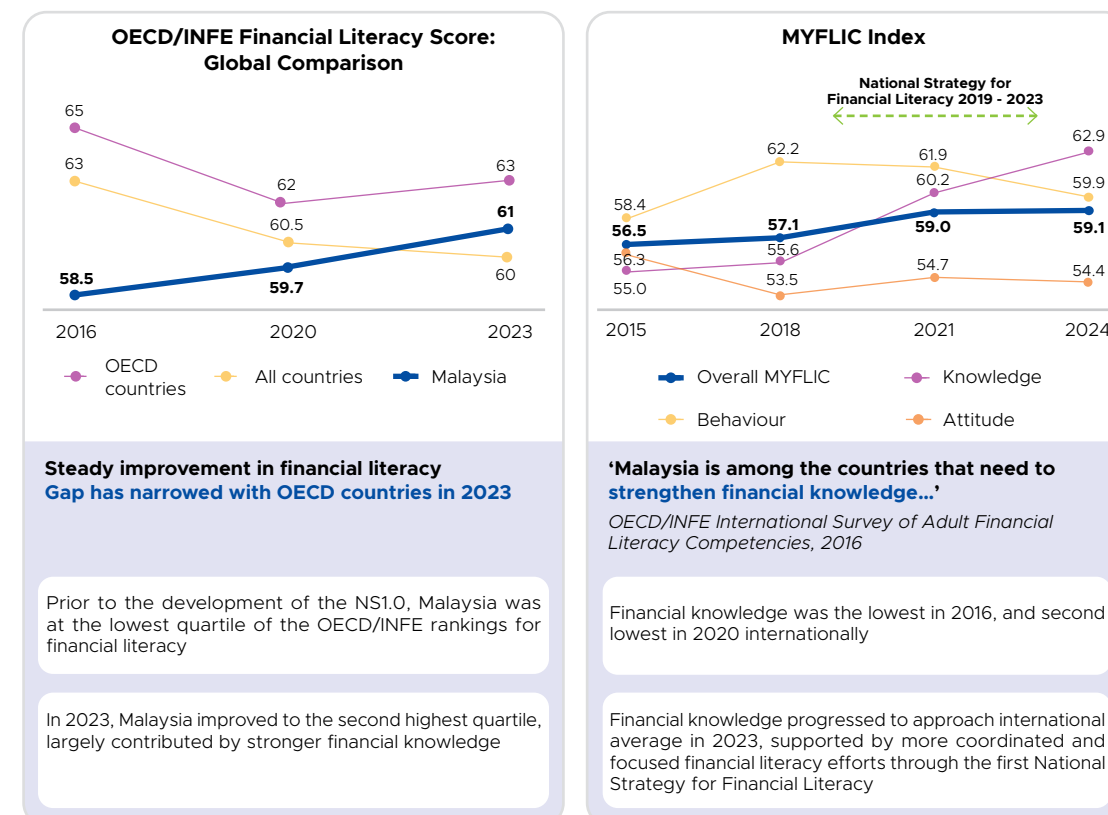 OECD/INFE Financial Literacy Score:
Global Comparison
65
63
62
60.5
63
61
60
58.5
59.7
2016 2020 2023
OECD
countries
All countries
Malaysia
Steady improvement in financial literacy
Gap has narrowed with OECD countries in 2023
Prior to the development of the NS1.0, Malaysia was
at the lowest quartile of the OECD/INFE rankings for
financial literacy
In 2023, Malaysia improved to the second highest quartile,
largely contributed by stronger financial knowledge
MYFLIC Index
National Strategy for
Financial Literacy 2019 - 2023
62.9
62.2
61.9
60.2
59.9
58.4
56.5
57.1
59.0
59.1
56.3
55.6
55.0
53.5
54.7
54.4
2015 2018 2021 2024
Overall MYFLIC
Knowledge
Behaviour
Attitude
‘Malaysia is among the countries that need to
strengthen financial knowledge...’
OECD/INFE International Survey of Adult Financial
Literacy Competencies, 2016
Financial knowledge was the lowest in 2016, and second
lowest in 2020 internationally
Financial knowledge progressed to approach international
average in 2023, supported by more coordinated and
focused financial literacy efforts through the first National
Strategy for Financial Literacy